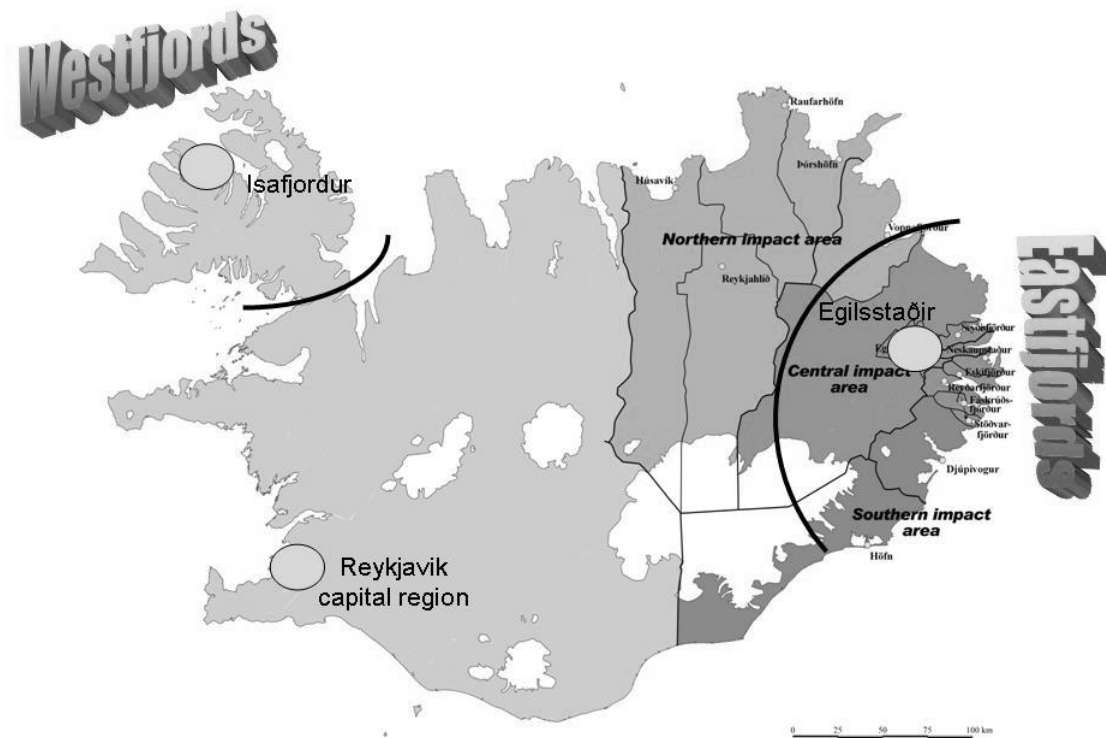 Westfjords
Raufarhöfn
Þórshöfn
Isafjordur
Húsavík
Vopnafjörður
Northern impact area
Reykjahlíð
Eastfjords
Egilsstaðir
Seyðisfjörður
Neskaupstaður
Central impact
area
Eskifjörður
Reyðarfjörður
Fáskrúðs-
fjörður
Stöðvar-
fjörður
Djúpivogur
Southern impact
area
Höfn
Reykjavik
capital region
0 25 50 75 100 km